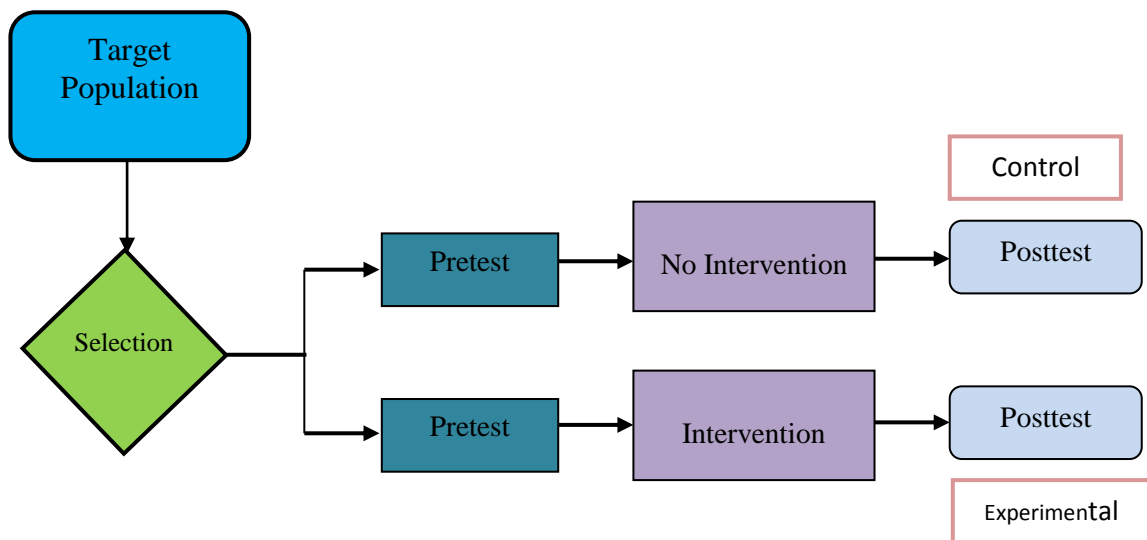 Target
Population
Control
Pretest
No Intervention
Posttest
Selection
Pretest
Intervention
Posttest
Experimental